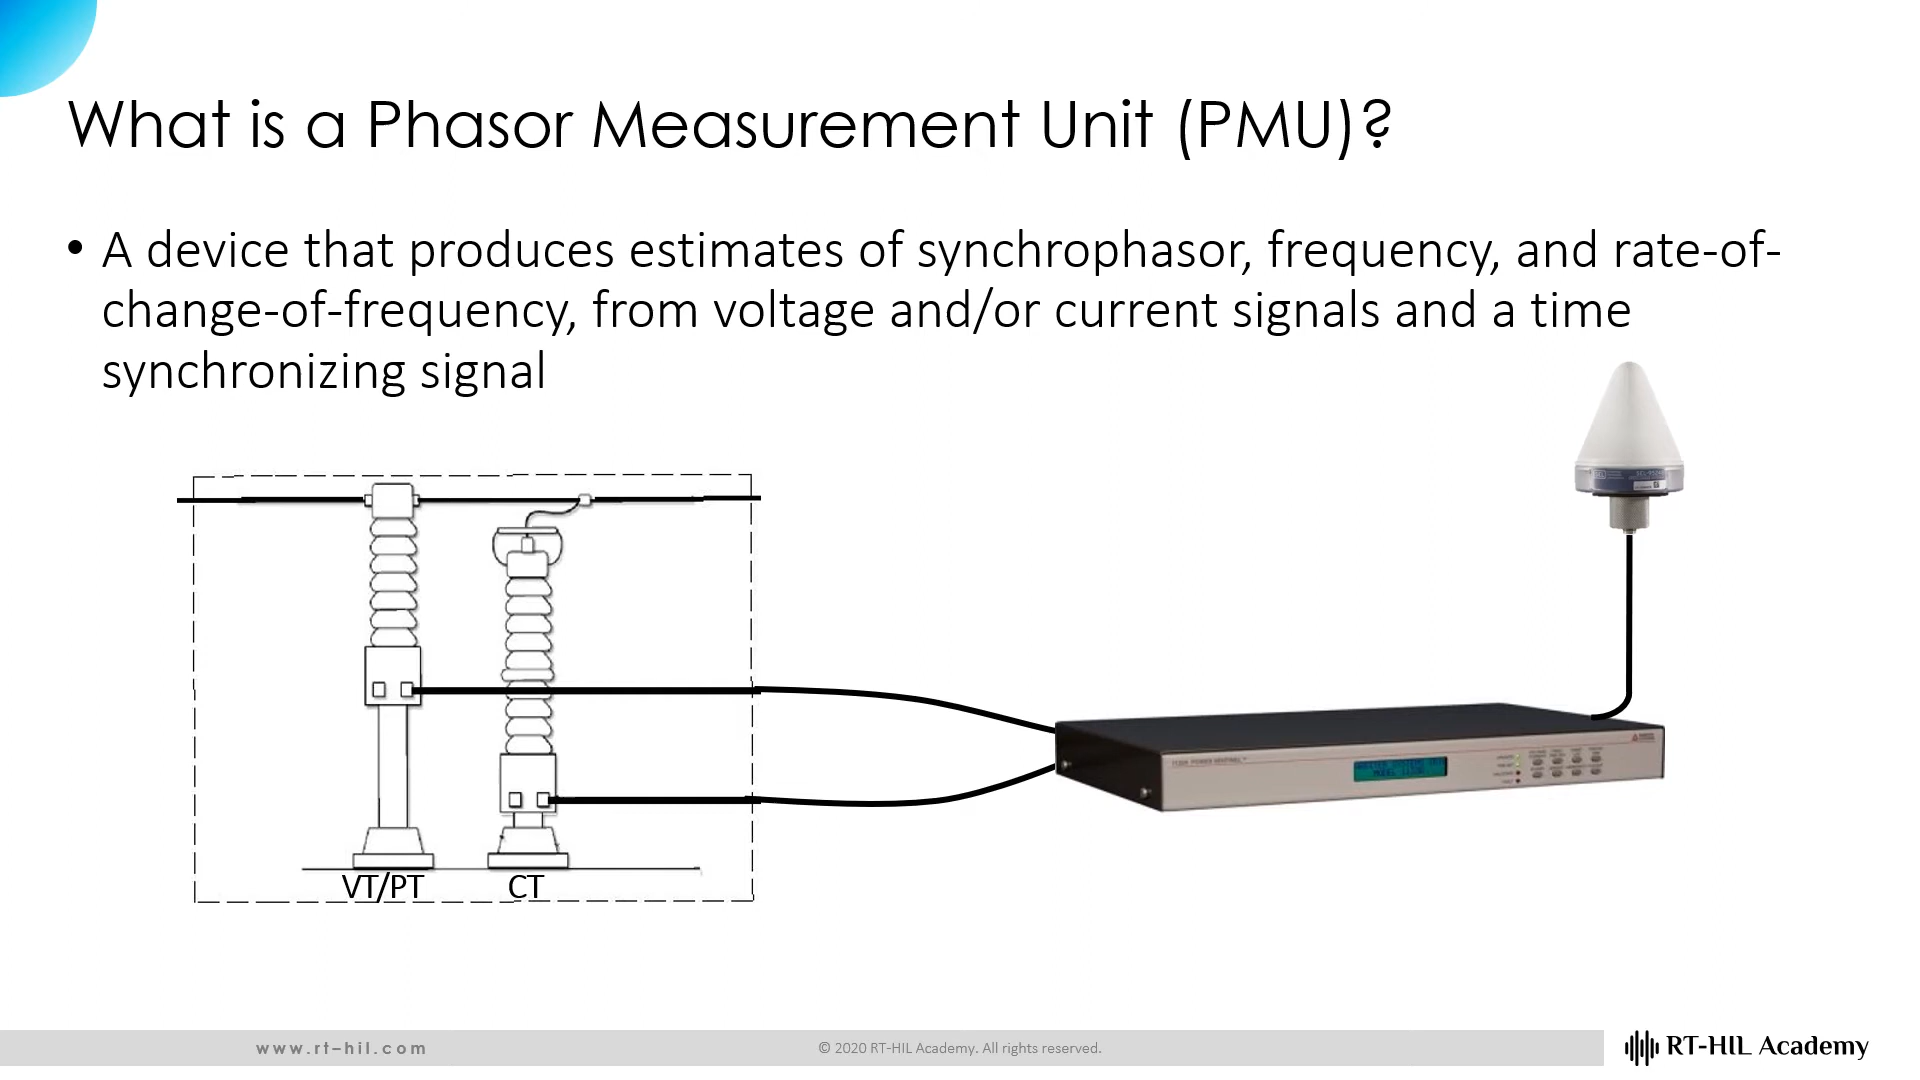 What is a Phasor Measurement Unit (PMU)?
• A device that produces estimates of synchrophasor, frequency, and rate-of-
change-of-frequency, from voltage and/or current signals and a time
synchronizing signal
VT/PT CT
www.rt-hil.com
© 2020 RT-HIL Academy. All rights reserved.
RT-HIL Academy